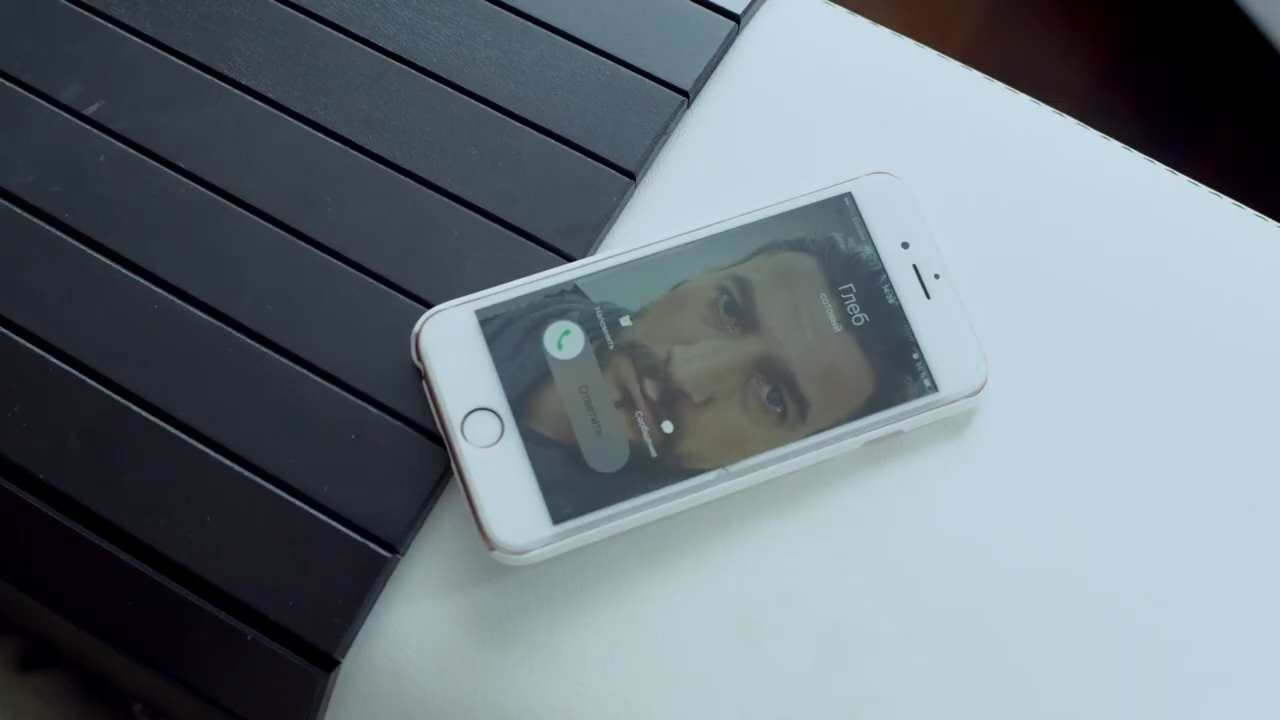 Глеб
сотовый
Напомнить
Сообщение
Ответить